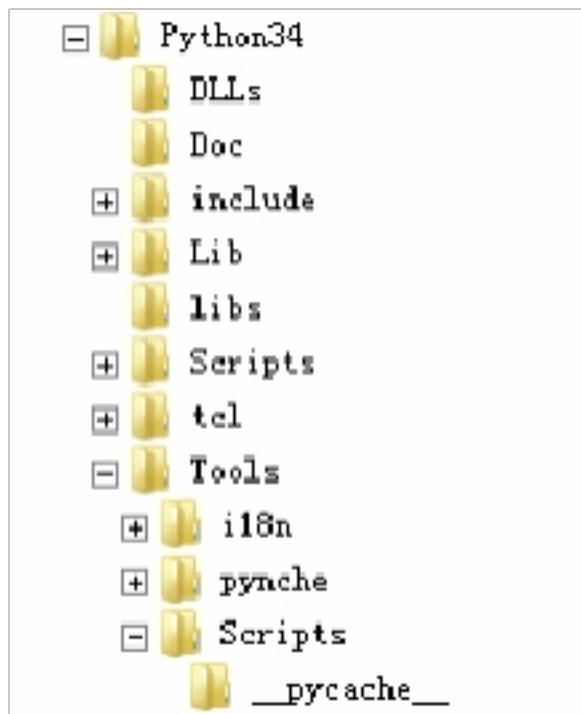 Python34
DLLs
Doc
include
Lib
libs
Scripts
tcl
Tools
i18n
pynche
Scripts
__pycache__